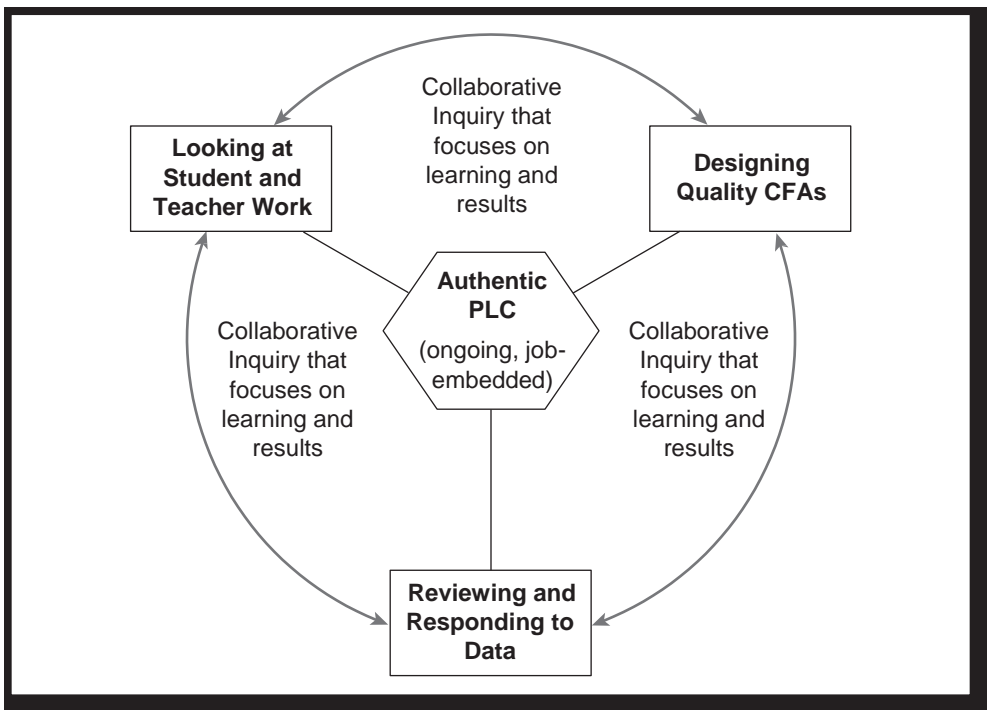 Collaborative
Inquiry that
focuses on
learning and
results
Looking at
Student and
Teacher Work
Designing
Quality CFAs
Authentic
PLC
(ongoing, job-
embedded)
Collaborative
Inquiry that
focuses on
learning and
results
Collaborative
Inquiry that
focuses on
learning and
results
Reviewing and
Responding to
Data